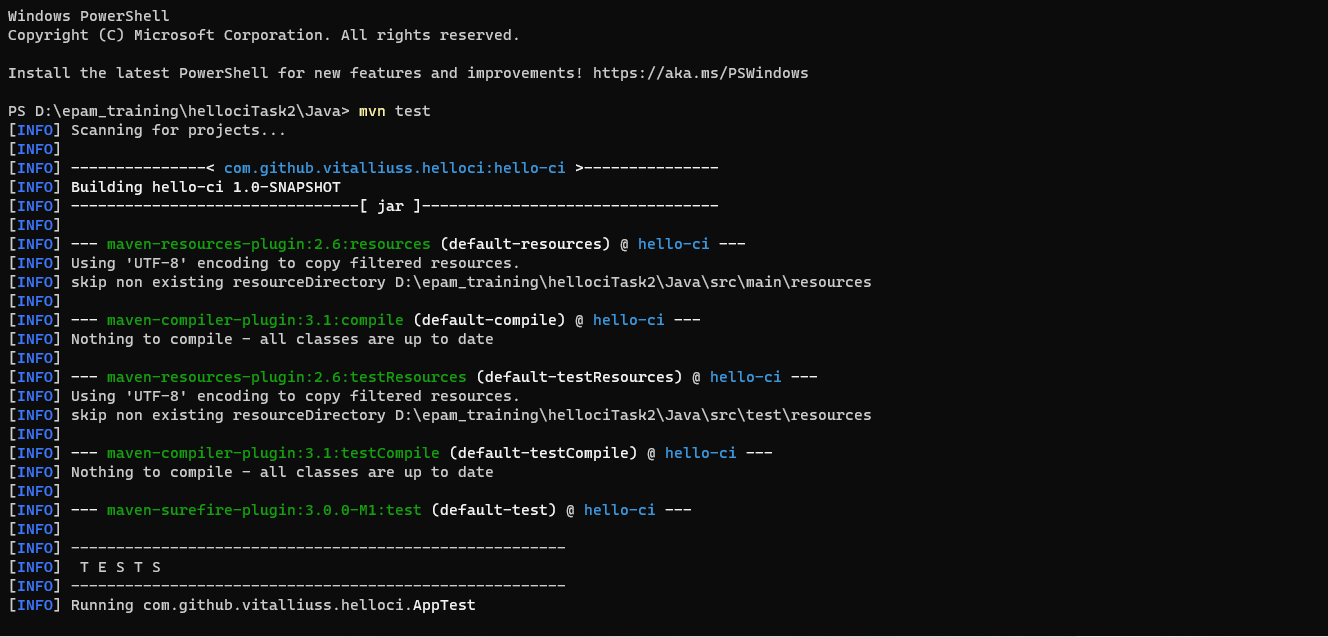 Windows PowerShell
Copyright (C) Microsoft Corporation. All rights reserved.
Install the latest PowerShell for new features and improvements! https://aka.ms/PSWindows
PS D:\epam_training\hellociTask2\Java> mvn test
[INFO] Scanning for projects...
[INFO]
[INFO] ---------------< com.github.vitalliuss.helloci:hello-ci >---------------
[INFO] Building hello-ci 1.0-SNAPSHOT
[INFO] --------------------------------[ jar ]---------------------------------
[INFO]
[INFO] --- maven-resources-plugin:2.6:resources (default-resources) @ hello-ci ---
[INFO] Using 'UTF-8' encoding to copy filtered resources.
[INFO] skip non existing resourceDirectory D:\epam_training\hellociTask2\Java\src\main\resources
[INFO]
[INFO] --- maven-compiler-plugin:3.1:compile (default-compile) @ hello-ci ---
[INFO] Nothing to compile - all classes are up to date
[INFO]
[INFO] --- maven-resources-plugin:2.6:testResources (default-testResources) @ hello-ci ---
[INFO] Using 'UTF-8' encoding to copy filtered resources.
[INFO] skip non existing resourceDirectory D:\epam_training\hellociTask2\Java\src\test\resources
[INFO]
[INFO] --- maven-compiler-plugin:3.1:testCompile (default-testCompile) @ hello-ci ---
[INFO] Nothing to compile - all classes are up to date
[INFO]
[INFO] --- maven-surefire-plugin:3.0.0-M1:test (default-test) @ hello-ci ---
[INFO]
[INFO] -------------------------------------------------------
[INFO]  T E S T S
[INFO] -------------------------------------------------------
[INFO] Running com.github.vitalliuss.helloci.AppTest